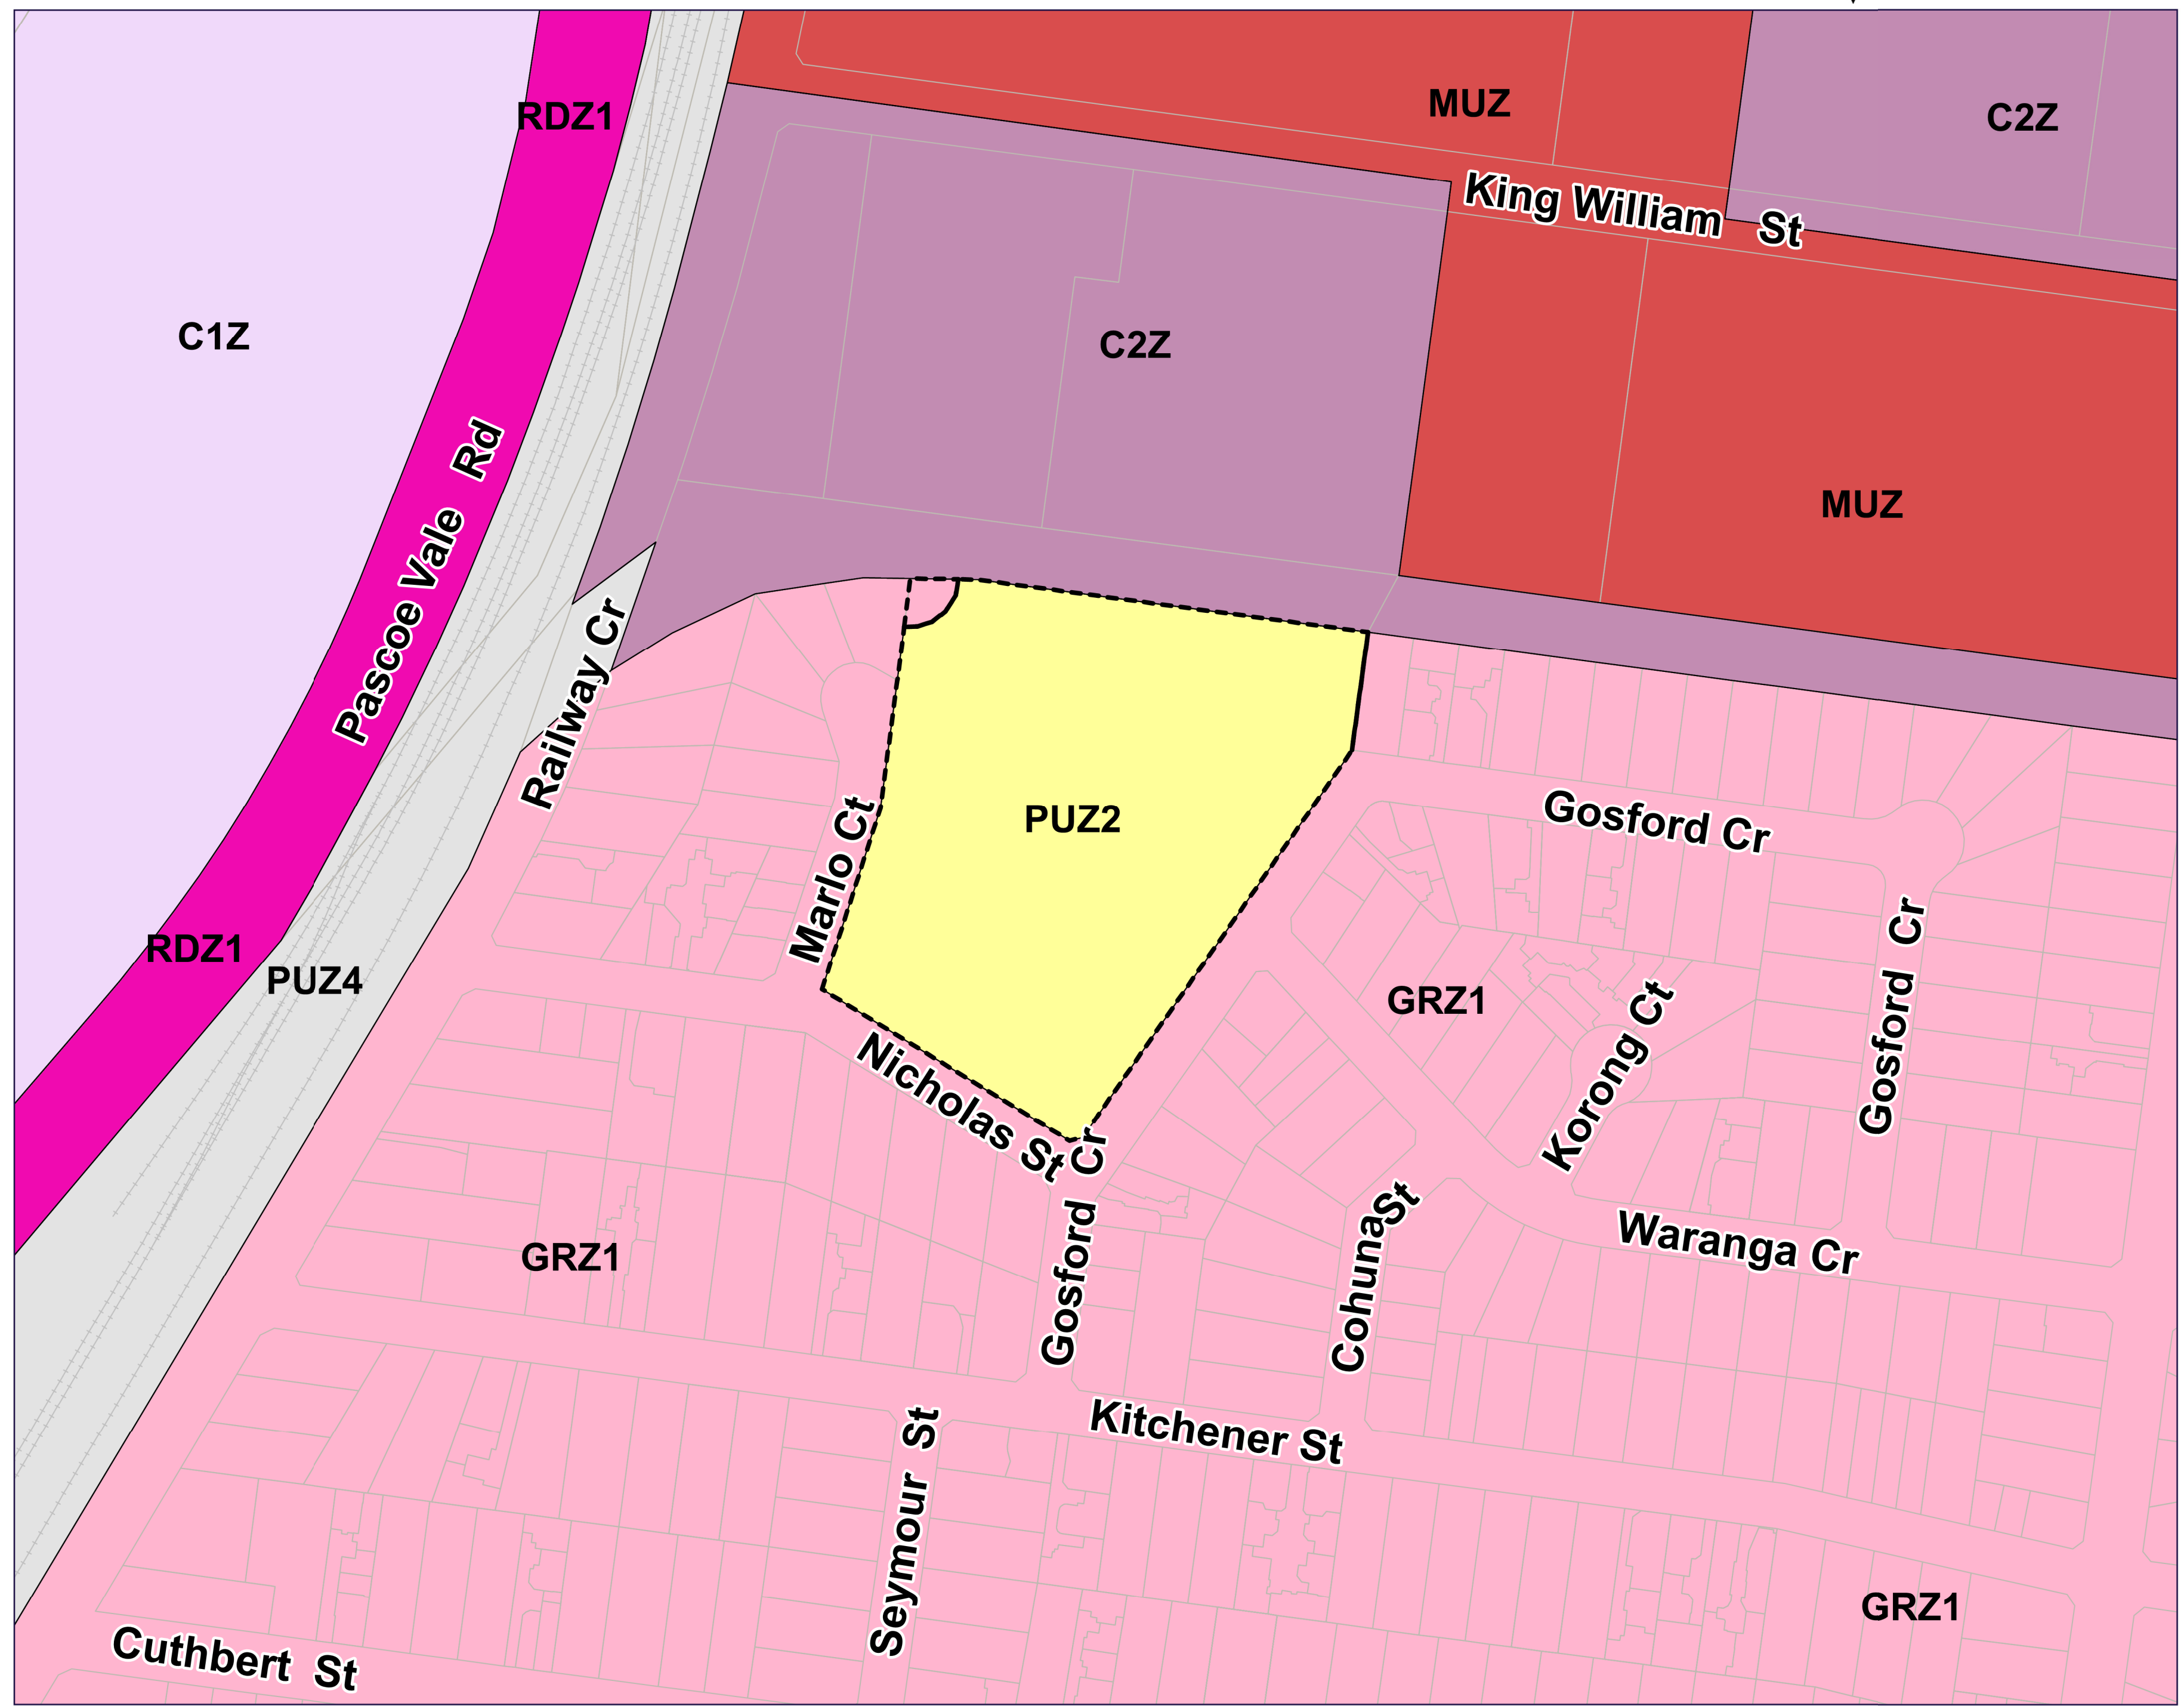 MUZ
RDZ1
C2Z
King William St
C1Z
C2Z
Pascoe Vale Rd
MUZ
Railway Cr
PUZ2
Gosford Cr
Marlo Ct
RDZ1
PUZ4
GRZ1
Gosford Cr
Korong Ct
Nicholas St
Gosford Cr
Cohuna St
Waranga Cr
GRZ1
Kitchener St
Seymour St
GRZ1
Cuthbert St